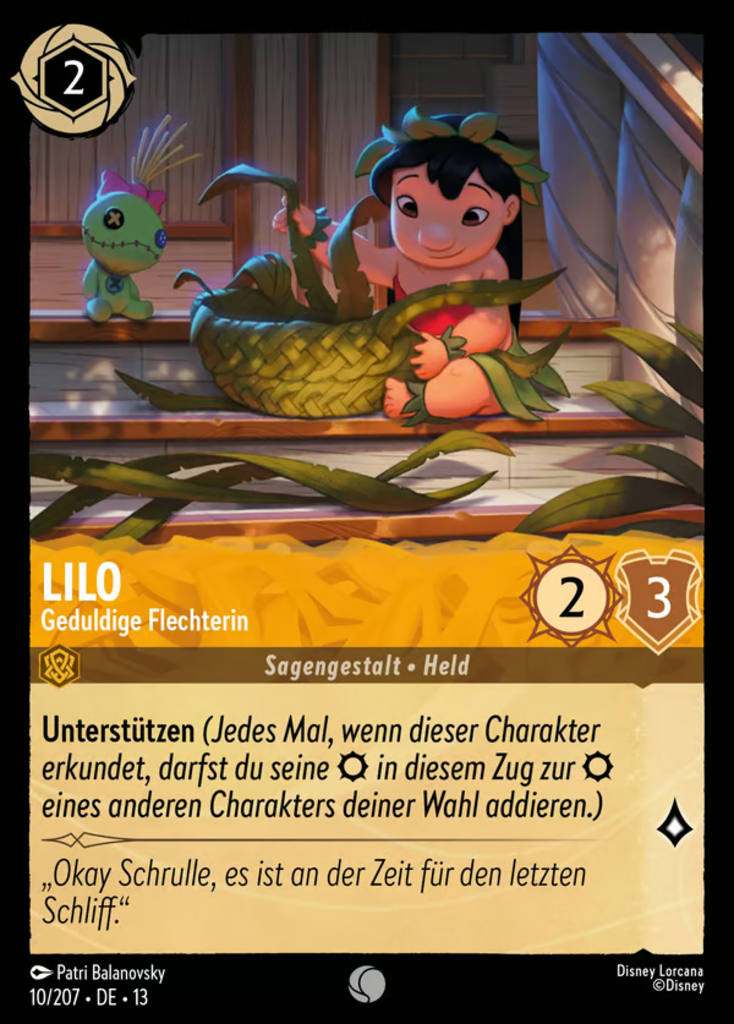 2
LILO
Geduldige Flechterin
2
3
Sagengestalt • Held
Unterstützen (Jedes Mal, wenn dieser Charakter
erkundet, darfst du seine in diesem Zug zur
eines anderen Charakters deiner Wahl addieren.)
„Okay Schrulle, es ist an der Zeit für den letzten
Schliff.“
Patri Balanovsky
10/207 • DE • 13
Disney Lorcana
©Disney